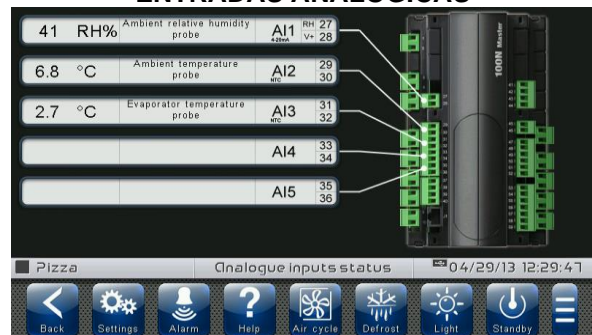 ENTRADAS ANALOGICAS
41 RH% Ambient relative humidity probe AI1 4-20mA RH 27 V+ 28
6.8 °C Ambient temperature probe AI2 NTC 29 30
2.7 °C Evaporator temperature probe AI3 NTC 31 32
AI4 33 34
AI5 35 36
100N Master
Pizza Analogue inputs status 04/29/13 12:29:47
Back Settings Alarm Help Air cycle Defrost Light Standby